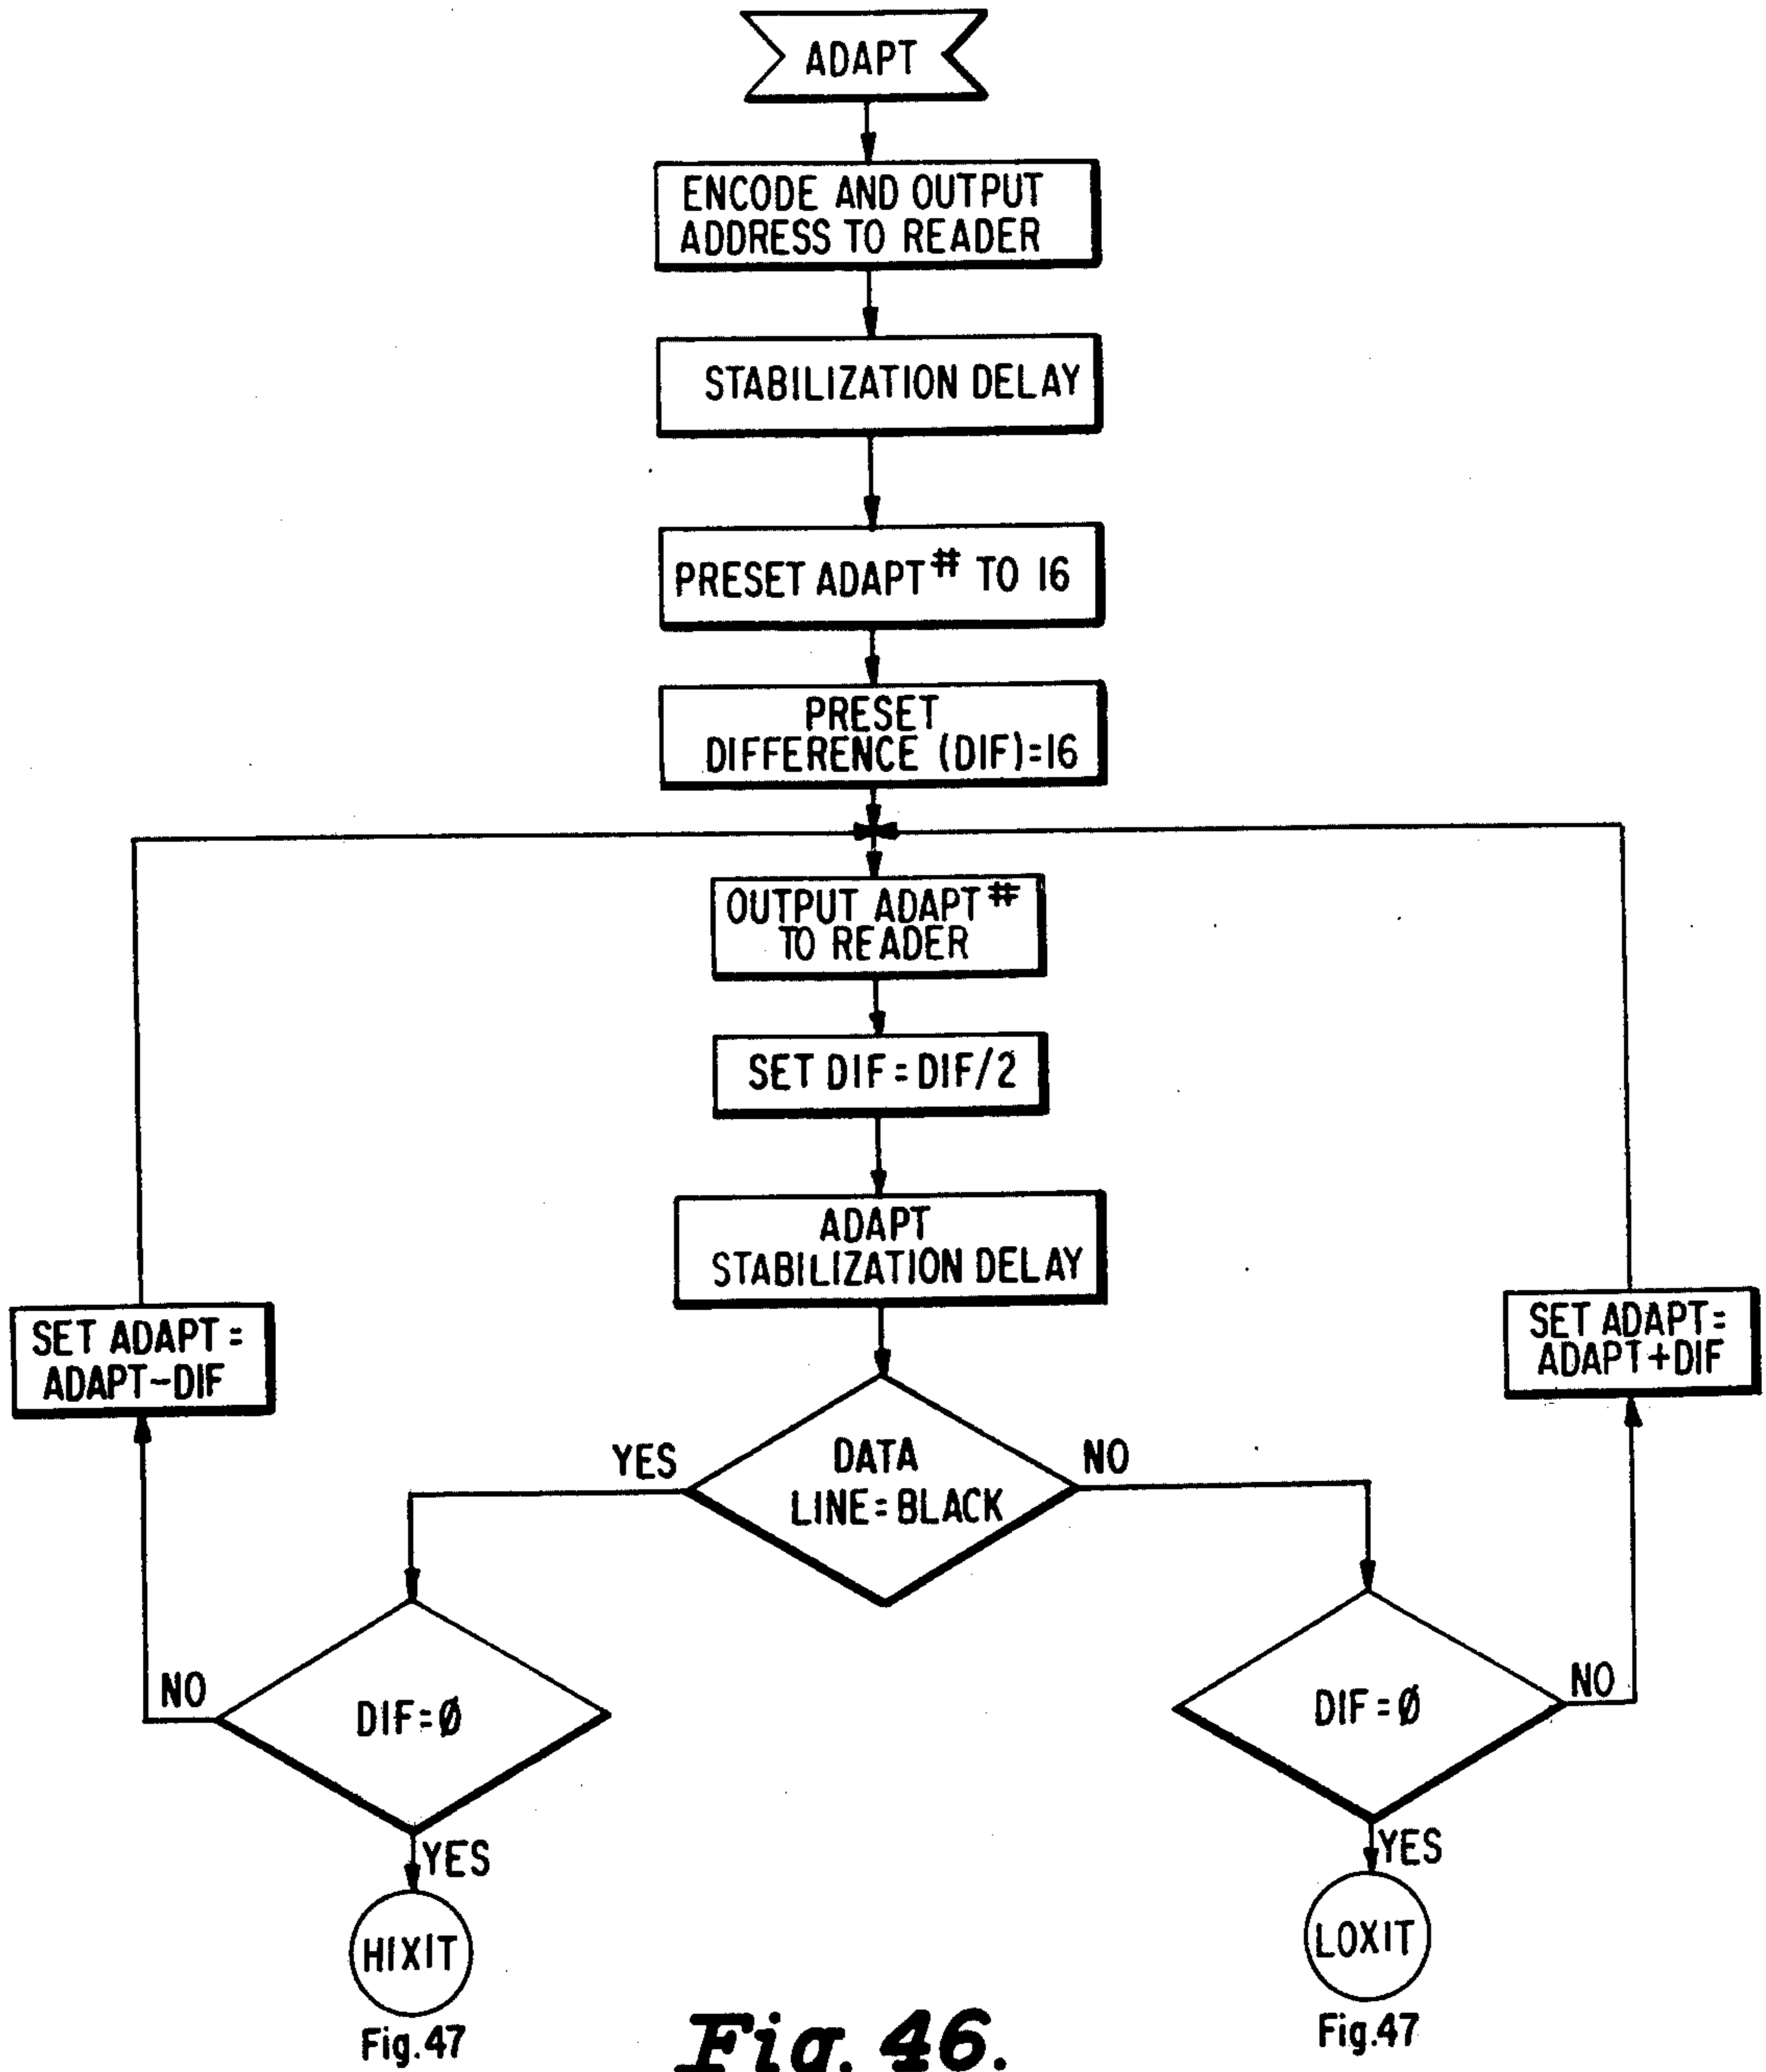 ADAPT
ENCODE AND OUTPUT
ADDRESS TO READER
STABILIZATION DELAY
PRESET ADAPT# TO 16
PRESET
DIFFERENCE (DIF)=16
OUTPUT ADAPT#
TO READER
SET DIF=DIF/2
ADAPT
STABILIZATION DELAY
SET ADAPT=
ADAPT-DIF
SET ADAPT=
ADAPT+DIF
YES
DATA
LINE=BLACK
NO
NO
DIF=Ø
YES
DIF=Ø
NO
YES
HIXIT
Fig.47
LOXIT
Fig.47
Fig. 46.